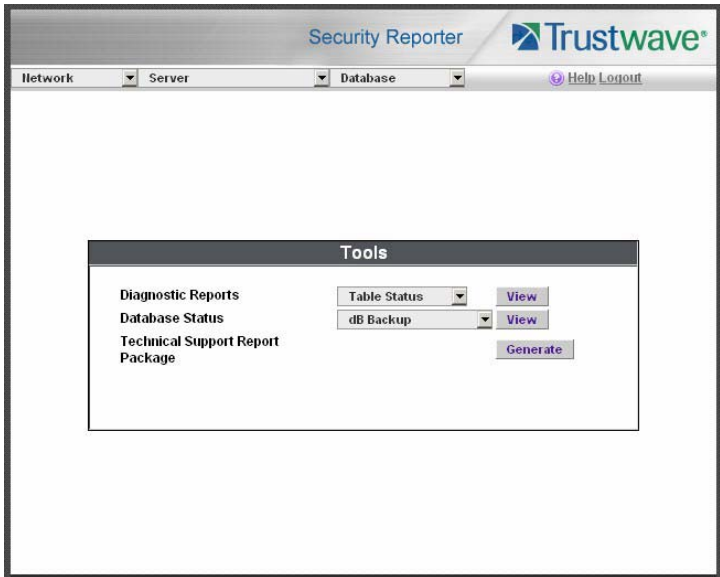 Security Reporter
Trustwave®
Network Server Database Help Logout
Tools
Diagnostic Reports Table Status View
Database Status dB Backup View
Technical Support Report
Package
Generate